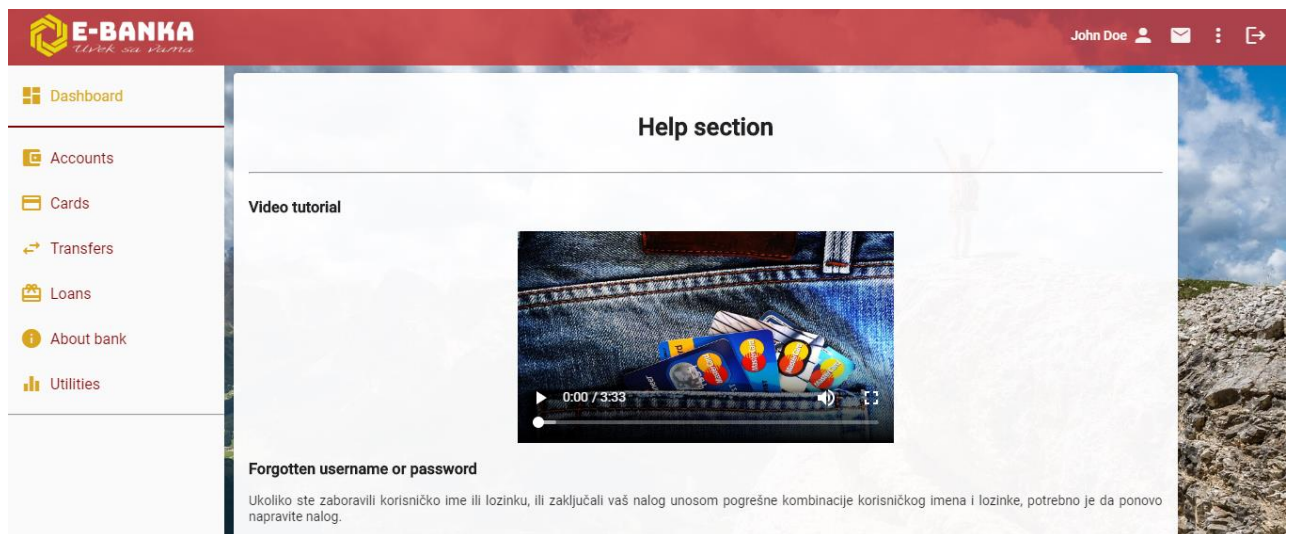 E-BANKA
Uvek sa vama
John Doe
Dashboard
Accounts
Cards
Transfers
Loans
About bank
Utilities
Help section
Video tutorial
0:00 / 3:33
Forgotten username or password
Ukoliko ste zaboravili korisničko ime ili lozinku, ili zaključali vaš nalog unosom pogrešne kombinacije korisničkog imena i lozinke, potrebno je da ponovo
napravite nalog.